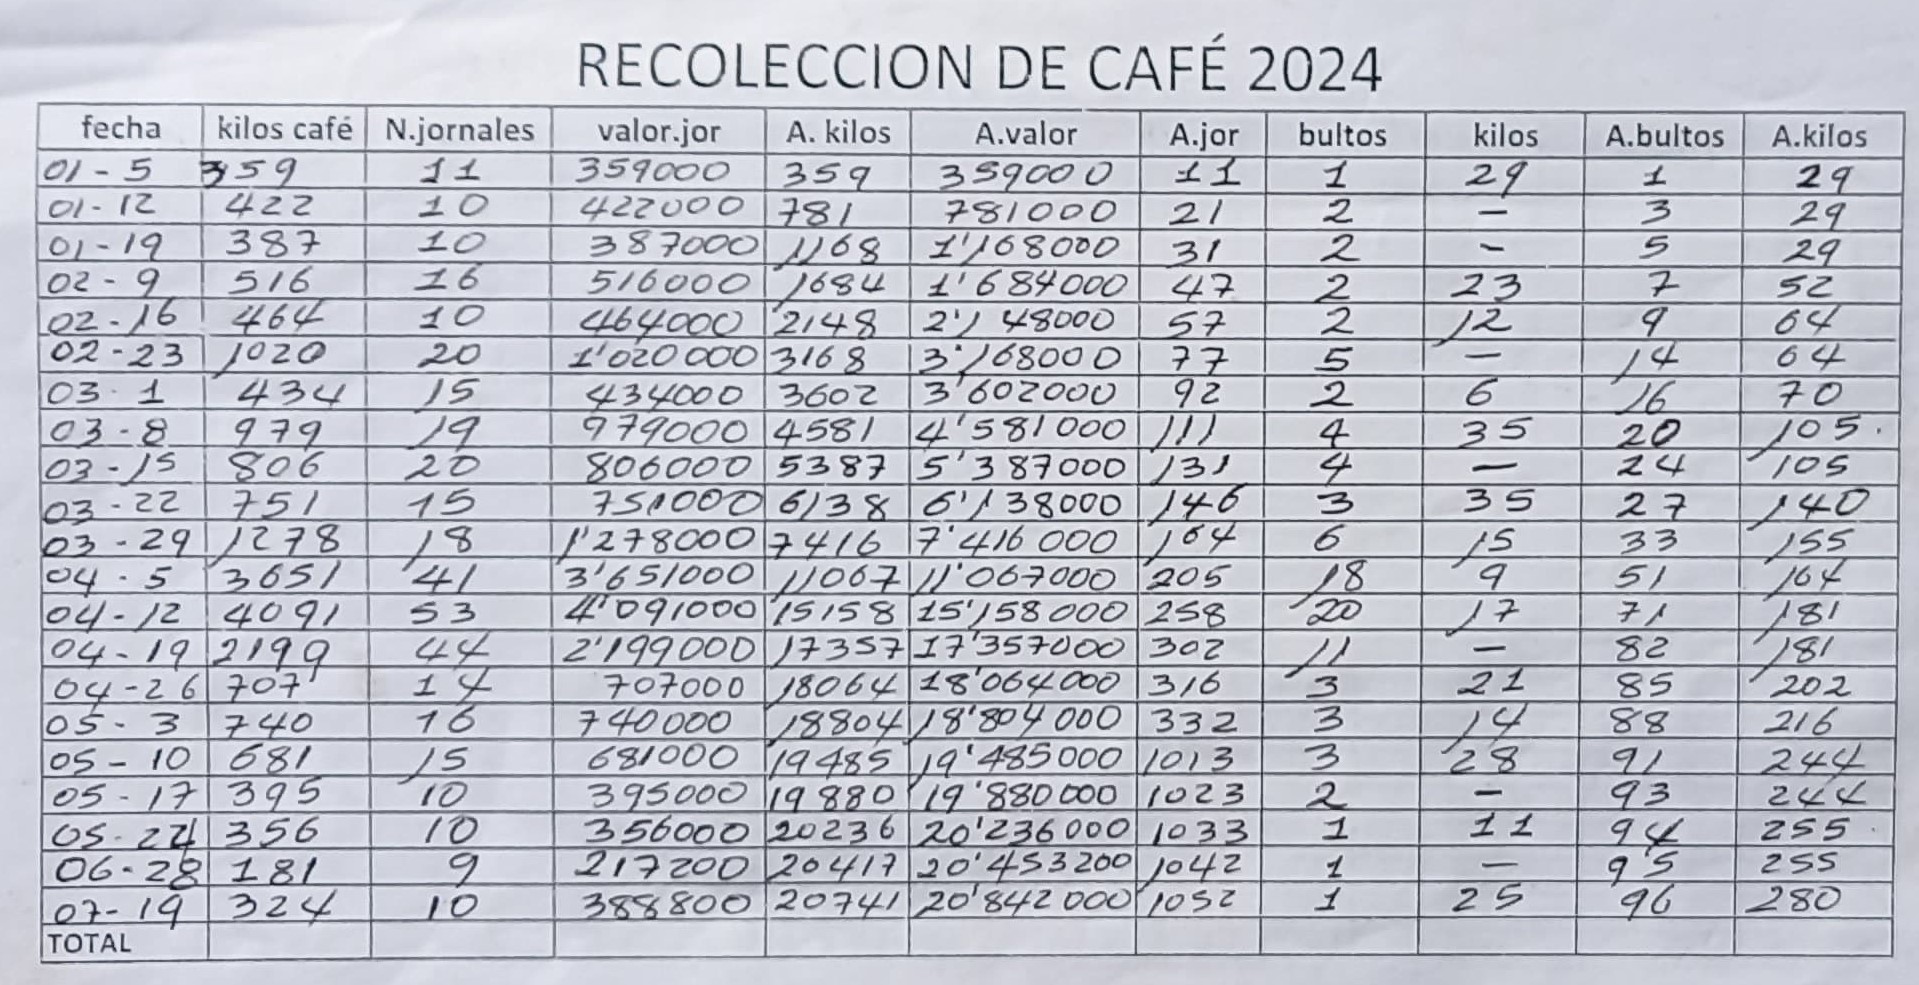 RECOLECCION DE CAFÉ 2024
fecha kilos café N.jornales valor.jor A. kilos A.valor A.jor bultos kilos A.bultos A.kilos
01-5 359 11 359000 359 359000 11 1 29 1 29
01-12 422 10 422000 781 781000 21 2 - 3 29
01-19 387 10 387000 1168 1'168000 31 2 - 5 29
02-9 516 16 516000 1684 1'684000 47 2 23 7 52
02-16 464 10 464000 2148 2'148000 57 2 12 9 64
02-23 1020 20 1'020000 3168 3'168000 77 5 - 14 64
03-1 434 15 434000 3602 3'602000 92 2 6 16 70
03-8 979 19 979000 4581 4'581000 111 4 35 20 105.
03-15 806 20 806000 5387 5'387000 131 4 - 24 105
03-22 751 15 751000 6138 6'138000 146 3 35 27 140
03-29 1278 18 1'278000 7416 7'416000 164 6 15 33 155
04-5 3651 41 3'651000 11067 11'067000 205 18 9 51 164
04-12 4091 53 4'091000 15158 15'158000 258 20 17 71 181
04-19 2199 44 2'199000 17357 17'357000 302 11 - 82 181
04-26 707 14 707000 18064 18'064000 316 3 21 85 202
05-3 740 16 740000 18804 18'804000 332 3 14 88 216
05-10 681 15 681000 19485 19'485000 1013 3 28 91 244
05-17 395 10 395000 19880 19'880000 1023 2 - 93 244
05-24 356 10 356000 20236 20'236000 1033 1 11 94 255
06-28 181 9 217200 20417 20'453200 1042 1 - 95 255
07-19 324 10 388800 20741 20'842000 1052 1 25 96 280
TOTAL